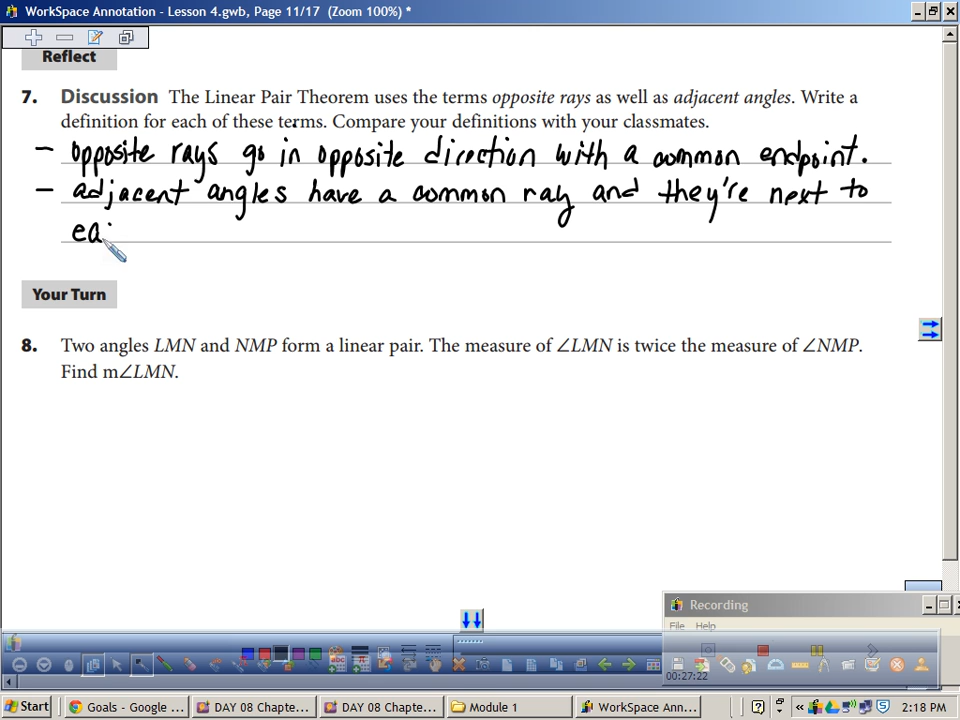 WorkSpace Annotation - Lesson 4.gwb, Page 11/17 (Zoom 100%) *
Reflect
7. Discussion The Linear Pair Theorem uses the terms opposite rays as well as adjacent angles. Write a
definition for each of these terms. Compare your definitions with your classmates.
- opposite rays go in opposite direction with a common endpoint.
- adjacent angles have a common ray and they're next to
ea
Your Turn
8. Two angles LMN and NMP form a linear pair. The measure of ∠LMN is twice the measure of ∠NMP.
Find m∠LMN.
Recording
File Help
00:27:22
Start Goals - Google ... DAY 08 Chapte... DAY 08 Chapte... Module 1 WorkSpace Ann... 2:18 PM